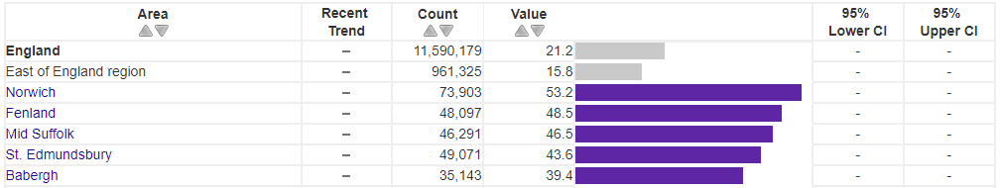 Area Recent Trend Count Value 95% Lower CI 95% Upper CI
England – 11,590,179 21.2 - -
East of England region – 961,325 15.8 - -
Norwich – 73,903 53.2 - -
Fenland – 48,097 48.5 - -
Mid Suffolk – 46,291 46.5 - -
St. Edmundsbury – 49,071 43.6 - -
Babergh – 35,143 39.4 - -